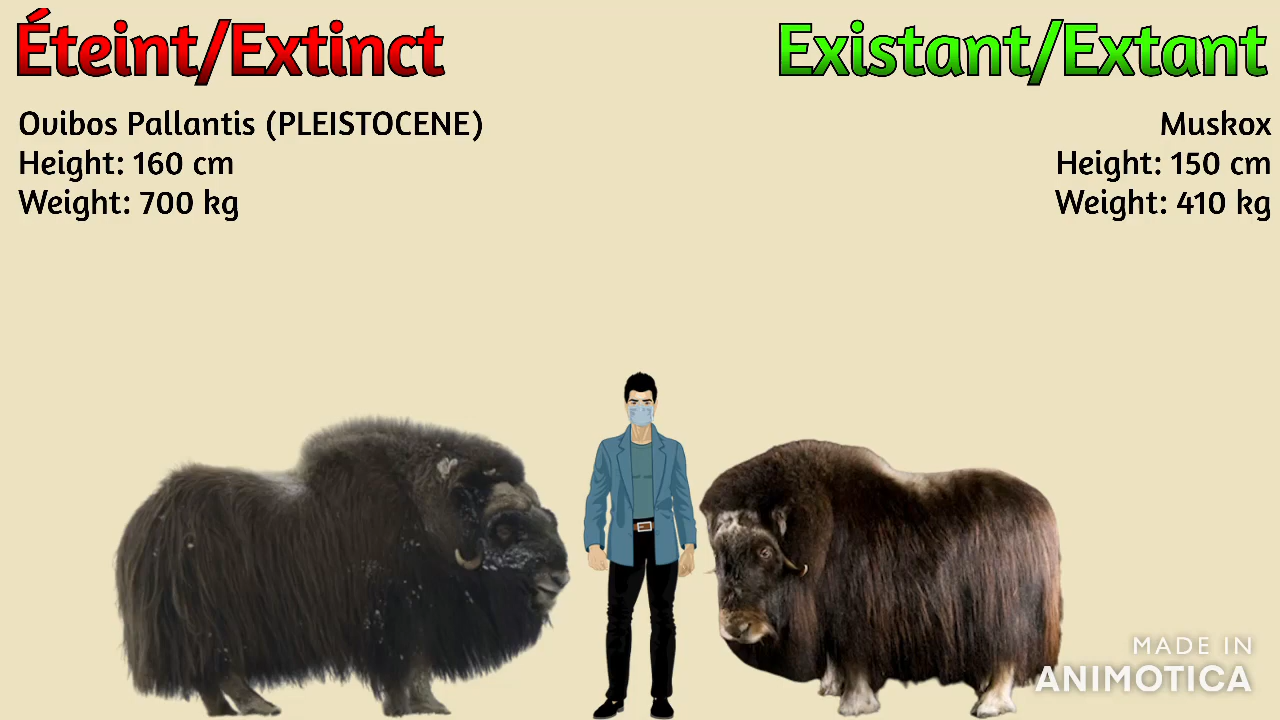 Éteint/Extinct
Existant/Extant
Ovibos Pallantis (PLEISTOCENE)
Height: 160 cm
Weight: 700 kg
Muskox
Height: 150 cm
Weight: 410 kg
MADE IN
ANIMOTICA